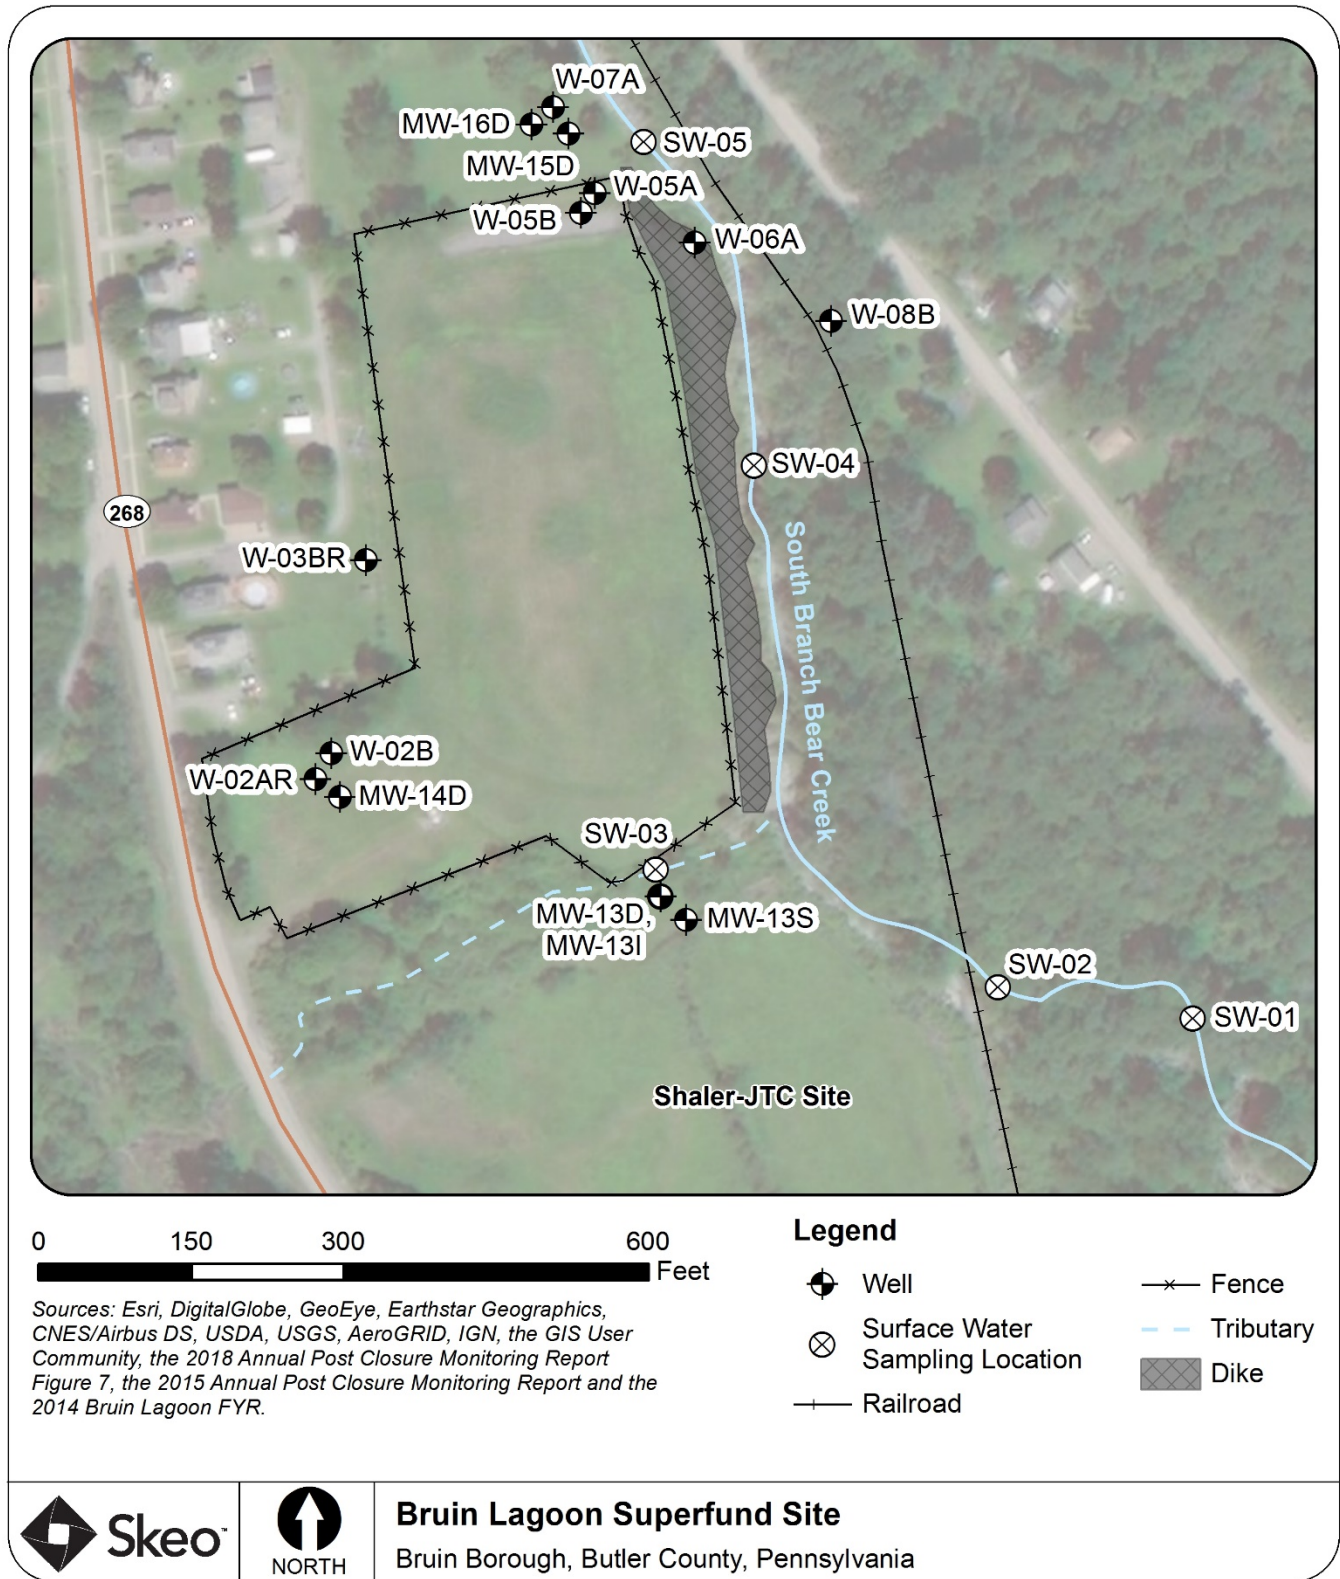 W-07A
MW-16D
SW-05
MW-15D
W-05A
W-05B
W-06A
W-08B
SW-04
268
South Branch Bear Creek
W-03BR
W-02B
W-02AR
MW-14D
SW-03
MW-13D,
MW-13I
MW-13S
SW-02
SW-01
Shaler-JTC Site
0 150 300 600
Feet
Sources: Esri, DigitalGlobe, GeoEye, Earthstar Geographics,
CNES/Airbus DS, USDA, USGS, AeroGRID, IGN, the GIS User
Community, the 2018 Annual Post Closure Monitoring Report
Figure 7, the 2015 Annual Post Closure Monitoring Report and the
2014 Bruin Lagoon FYR.
Legend
Well
Surface Water
Sampling Location
Railroad
Fence
Tributary
Dike
Skeo™
NORTH
Bruin Lagoon Superfund Site
Bruin Borough, Butler County, Pennsylvania